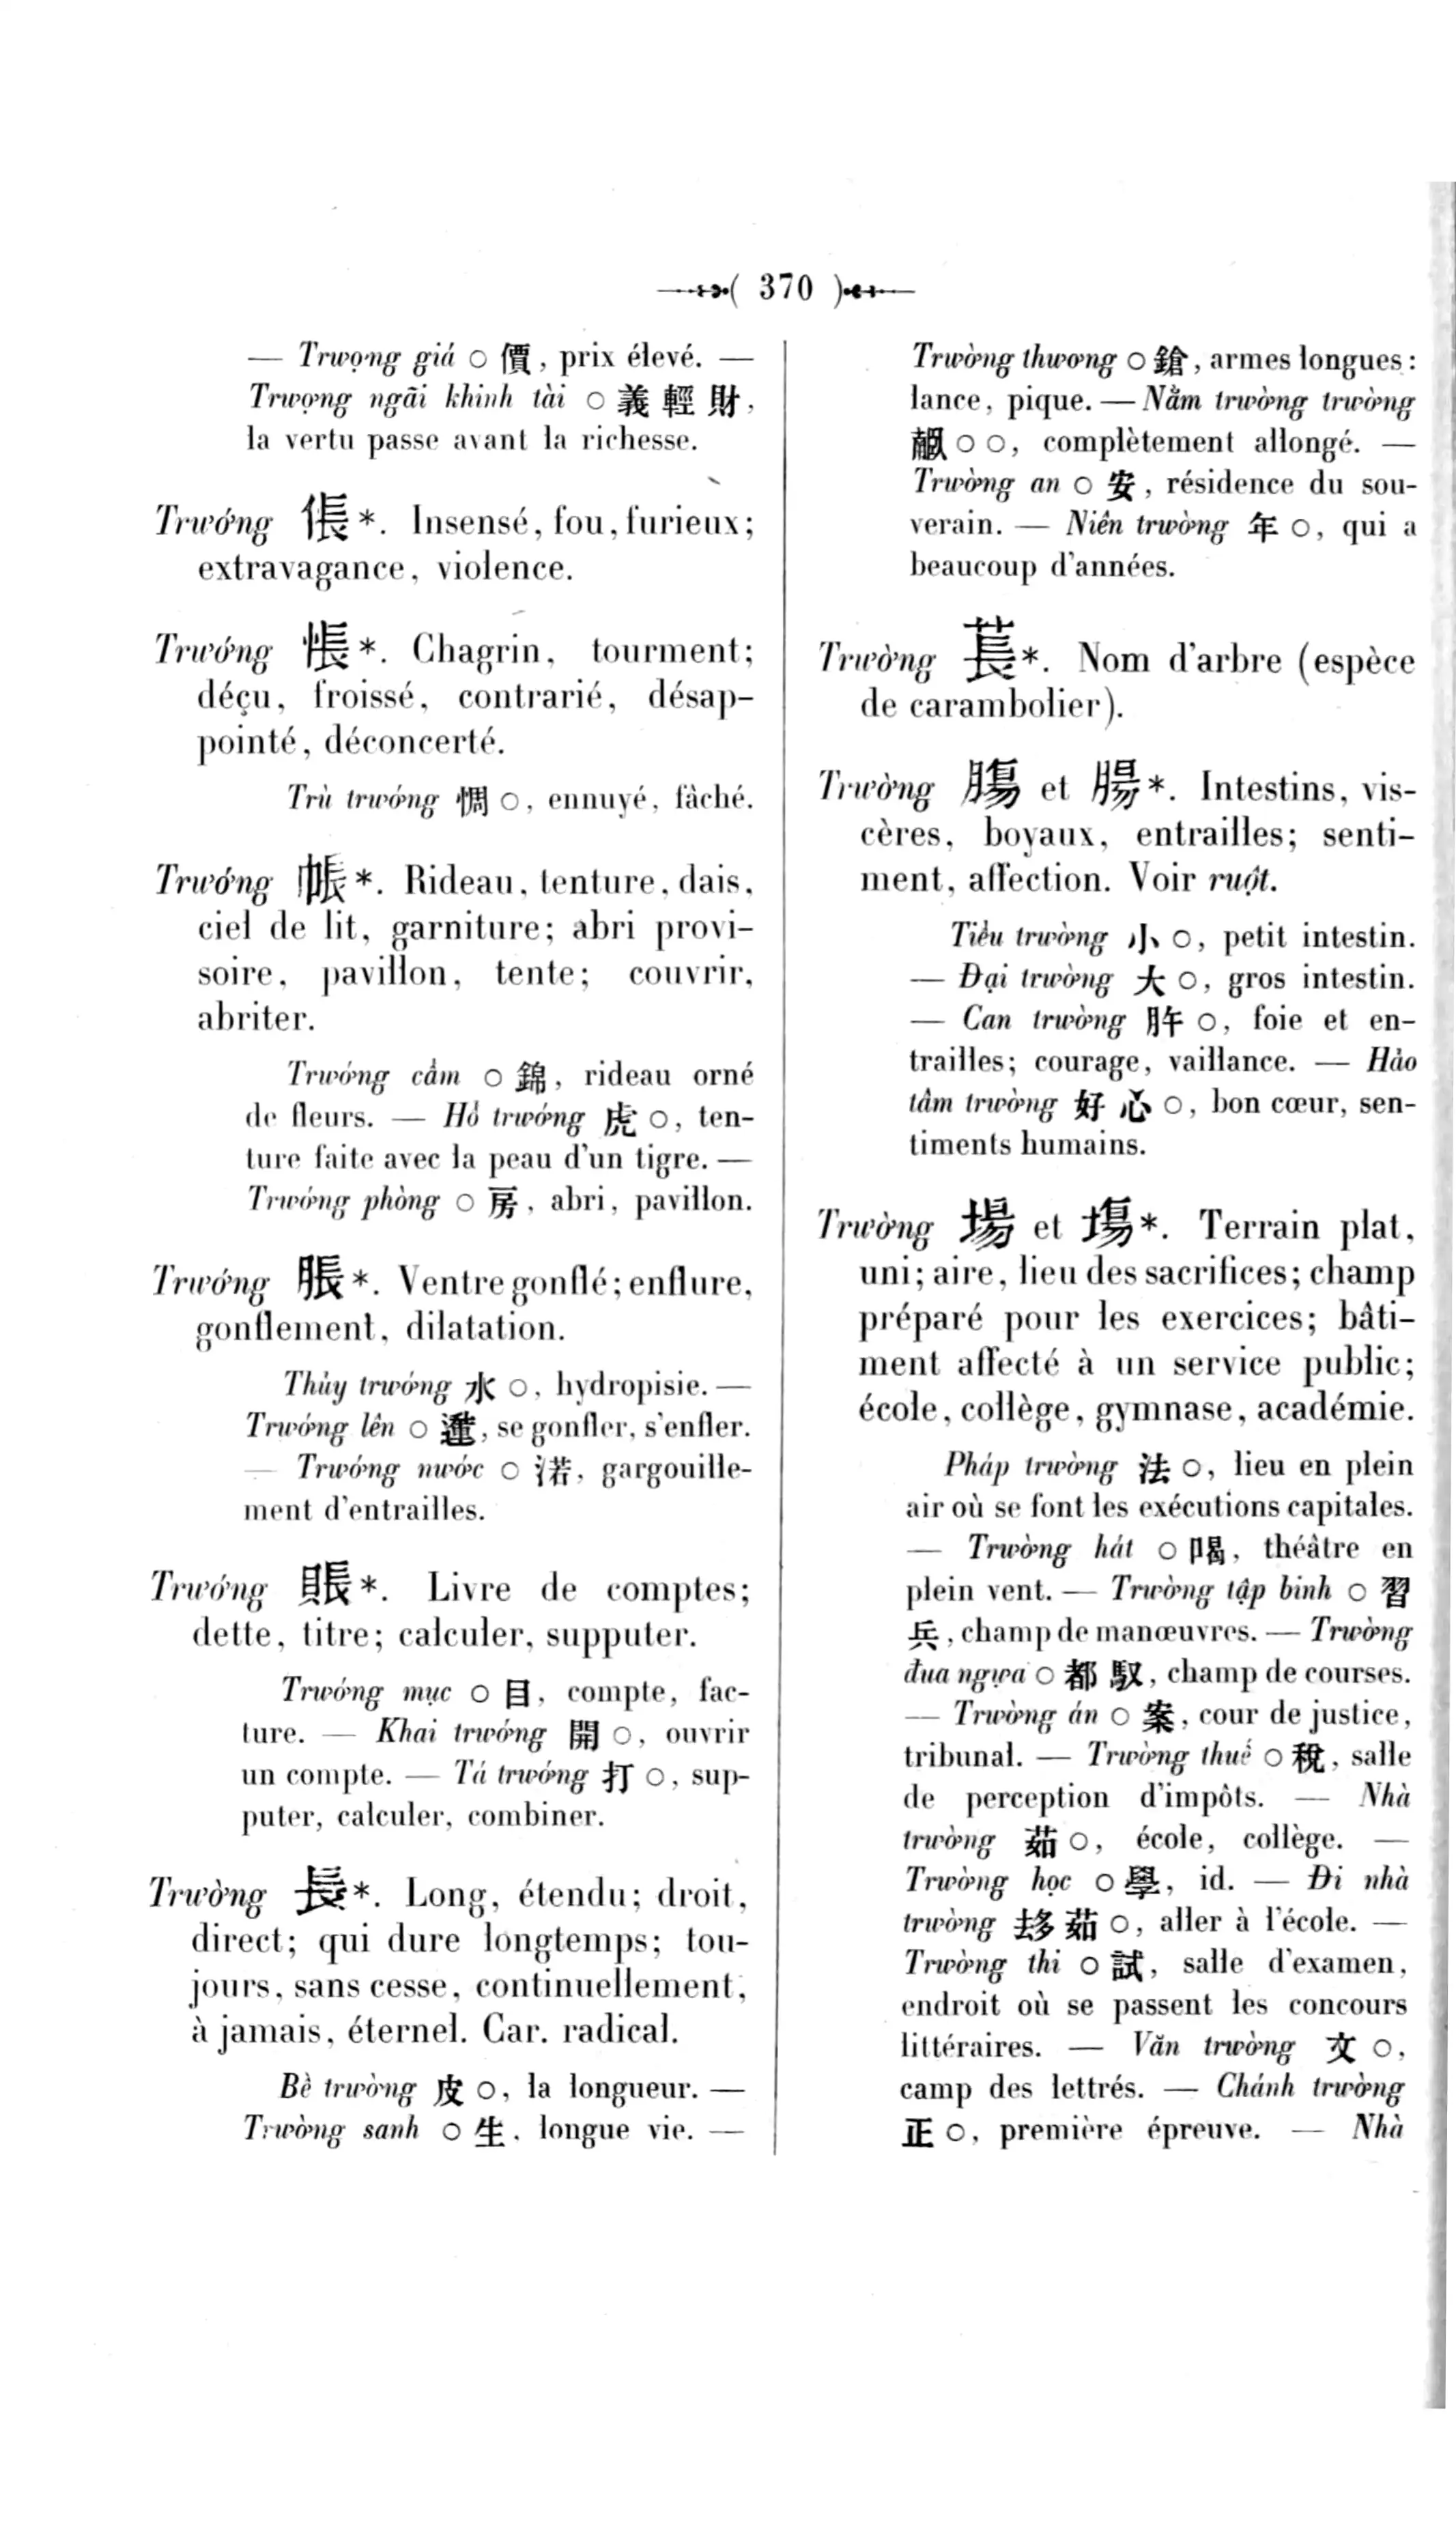 ( 370 )
— Trượng giá ○ 價, prix élevé. —
Trượng ngãi khinh tài ○ 義 輕 財,
la vertu passe avant la richesse.
Trướng 倀*. Insensé, fou, furieux;
extravagance, violence.
Trướng 悵*. Chagrin, tourment;
déçu, froissé, contrarié, désap-
pointé, déconcerté.
Trù trướng 惆 ○, ennuyé, fâché.
Trướng 帳*. Rideau, tenture, dais,
ciel de lit, garniture; abri provi-
soire, pavillon, tente; couvrir,
abriter.
Trướng cẩm ○ 錦, rideau orné
de fleurs. — Hổ trướng 虎 ○, ten-
ture faite avec la peau d'un tigre. —
Trướng phòng ○ 房, abri, pavillon.
Trướng 脹*. Ventre gonflé; enflure,
gonflement, dilatation.
Thủy trướng 水 ○, hydropisie. —
Trướng lên ○ 𨖲, se gonfler, s'enfler.
— Trướng nước ○ 渃, gargouille-
ment d'entrailles.
Trướng 賬*. Livre de comptes;
dette, titre; calculer, supputer.
Trướng mục ○ 目, compte, fac-
ture. — Khai trướng 開 ○, ouvrir
un compte. — Tá trướng 打 ○, sup-
puter, calculer, combiner.
Trường 長*. Long, étendu; droit,
direct; qui dure longtemps; tou-
jours, sans cesse, continuellement,
à jamais, éternel. Car. radical.
Bề trường 皮 ○, la longueur. —
Trường sanh ○ 生, longue vie. —
Trường thương ○ 鎗, armes longues:
lance, pique. — Nằm trường trường
○ ○, complètement allongé. —
Trường an ○ 安, résidence du sou-
verain. — Niên trường 年 ○, qui a
beaucoup d'années.
Trường 萇*. Nom d'arbre (espèce
de carambolier).
Trường 膓 et 腸*. Intestins, vis-
cères, boyaux, entrailles; senti-
ment, affection. Voir ruột.
Tiểu trường 小 ○, petit intestin.
— Đại trường 大 ○, gros intestin.
— Can trường 肝 ○, foie et en-
trailles; courage, vaillance. — Hảo
tâm trường 好 心 ○, bon cœur, sen-
timents humains.
Trường 場 et 塲*. Terrain plat,
uni; aire, lieu des sacrifices; champ
préparé pour les exercices; bâti-
ment affecté à un service public;
école, collège, gymnase, académie.
Pháp trường 法 ○, lieu en plein
air où se font les exécutions capitales.
— Trường hát ○ 喝, théâtre en
plein vent. — Trường tập binh ○ 習
兵, champ de manœuvres. — Trường
đua ngựa ○ 都 馭, champ de courses.
— Trường án ○ 案, cour de justice,
tribunal. — Trường thuế ○ 稅, salle
de perception d'impôts. — Nhà
trường 茹 ○, école, collège. —
Trường học ○ 學, id. — Đi nhà
trường 𠫾 茹 ○, aller à l'école. —
Trường thi ○ 試, salle d'examen,
endroit où se passent les concours
littéraires. — Văn trường 文 ○,
camp des lettrés. — Chánh trường
正 ○, première épreuve. — Nhà